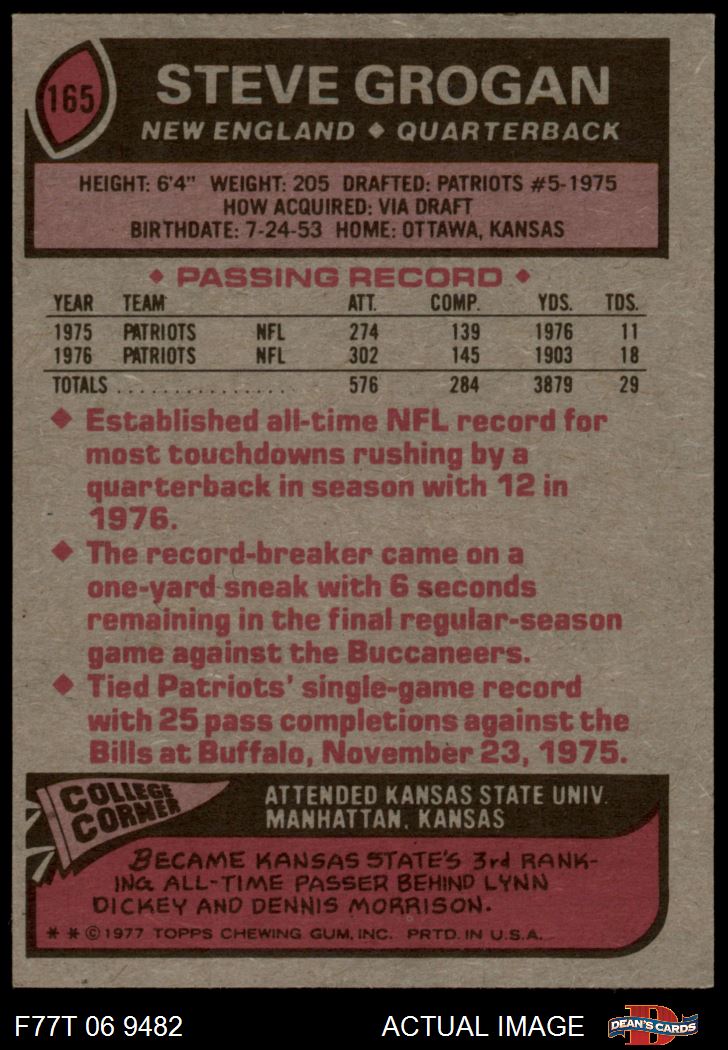 165
STEVE GROGAN
NEW ENGLAND ◆ QUARTERBACK
HEIGHT: 6'4" WEIGHT: 205 DRAFTED: PATRIOTS #5-1975
HOW ACQUIRED: VIA DRAFT
BIRTHDATE: 7-24-53 HOME: OTTAWA, KANSAS
◆ PASSING RECORD ◆
YEAR TEAM ATT. COMP. YDS. TDS.
1975 PATRIOTS NFL 274 139 1976 11
1976 PATRIOTS NFL 302 145 1903 18
TOTALS . . . . . . . . . . . . . . . . 576 284 3879 29
◆ Established all-time NFL record for
most touchdowns rushing by a
quarterback in season with 12 in
1976.
◆ The record-breaker came on a
one-yard sneak with 6 seconds
remaining in the final regular-season
game against the Buccaneers.
◆ Tied Patriots' single-game record
with 25 pass completions against the
Bills at Buffalo, November 23, 1975.
COLLEGE
CORNER
ATTENDED KANSAS STATE UNIV.
MANHATTAN, KANSAS
BECAME KANSAS STATE'S 3rd RANK-
ING ALL-TIME PASSER BEHIND LYNN
DICKEY AND DENNIS MORRISON.
* * © 1977 TOPPS CHEWING GUM, INC. PRTD. IN U.S.A.
F77T 06 9482 ACTUAL IMAGE DEAN'S CARDS